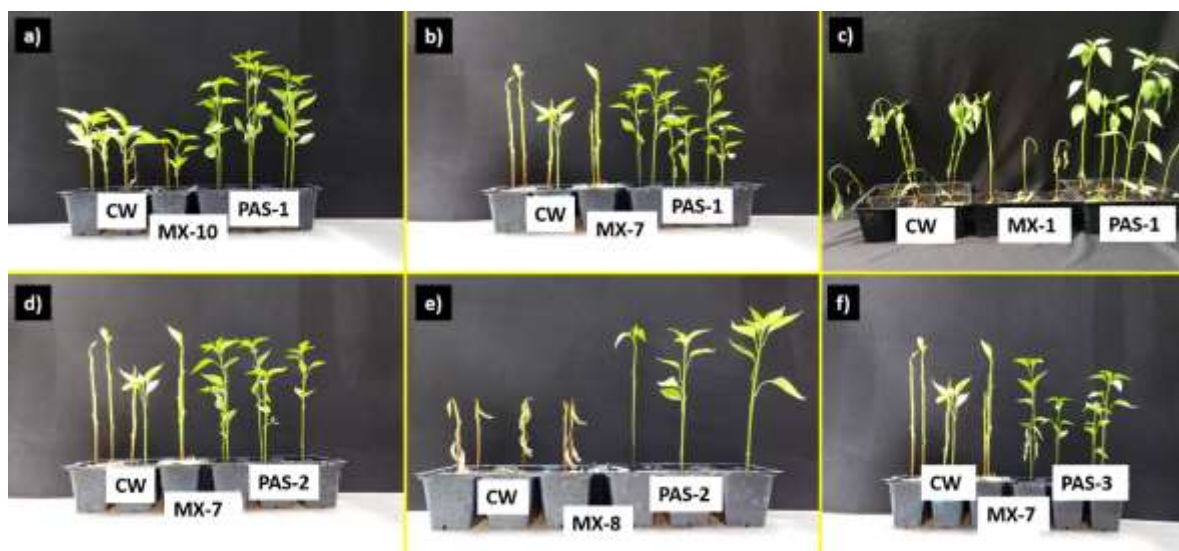 a)
CW
MX-10
PAS-1
b)
CW
MX-7
PAS-1
c)
CW
MX-1
PAS-1
d)
CW
MX-7
PAS-2
e)
CW
MX-8
PAS-2
f)
CW
MX-7
PAS-3